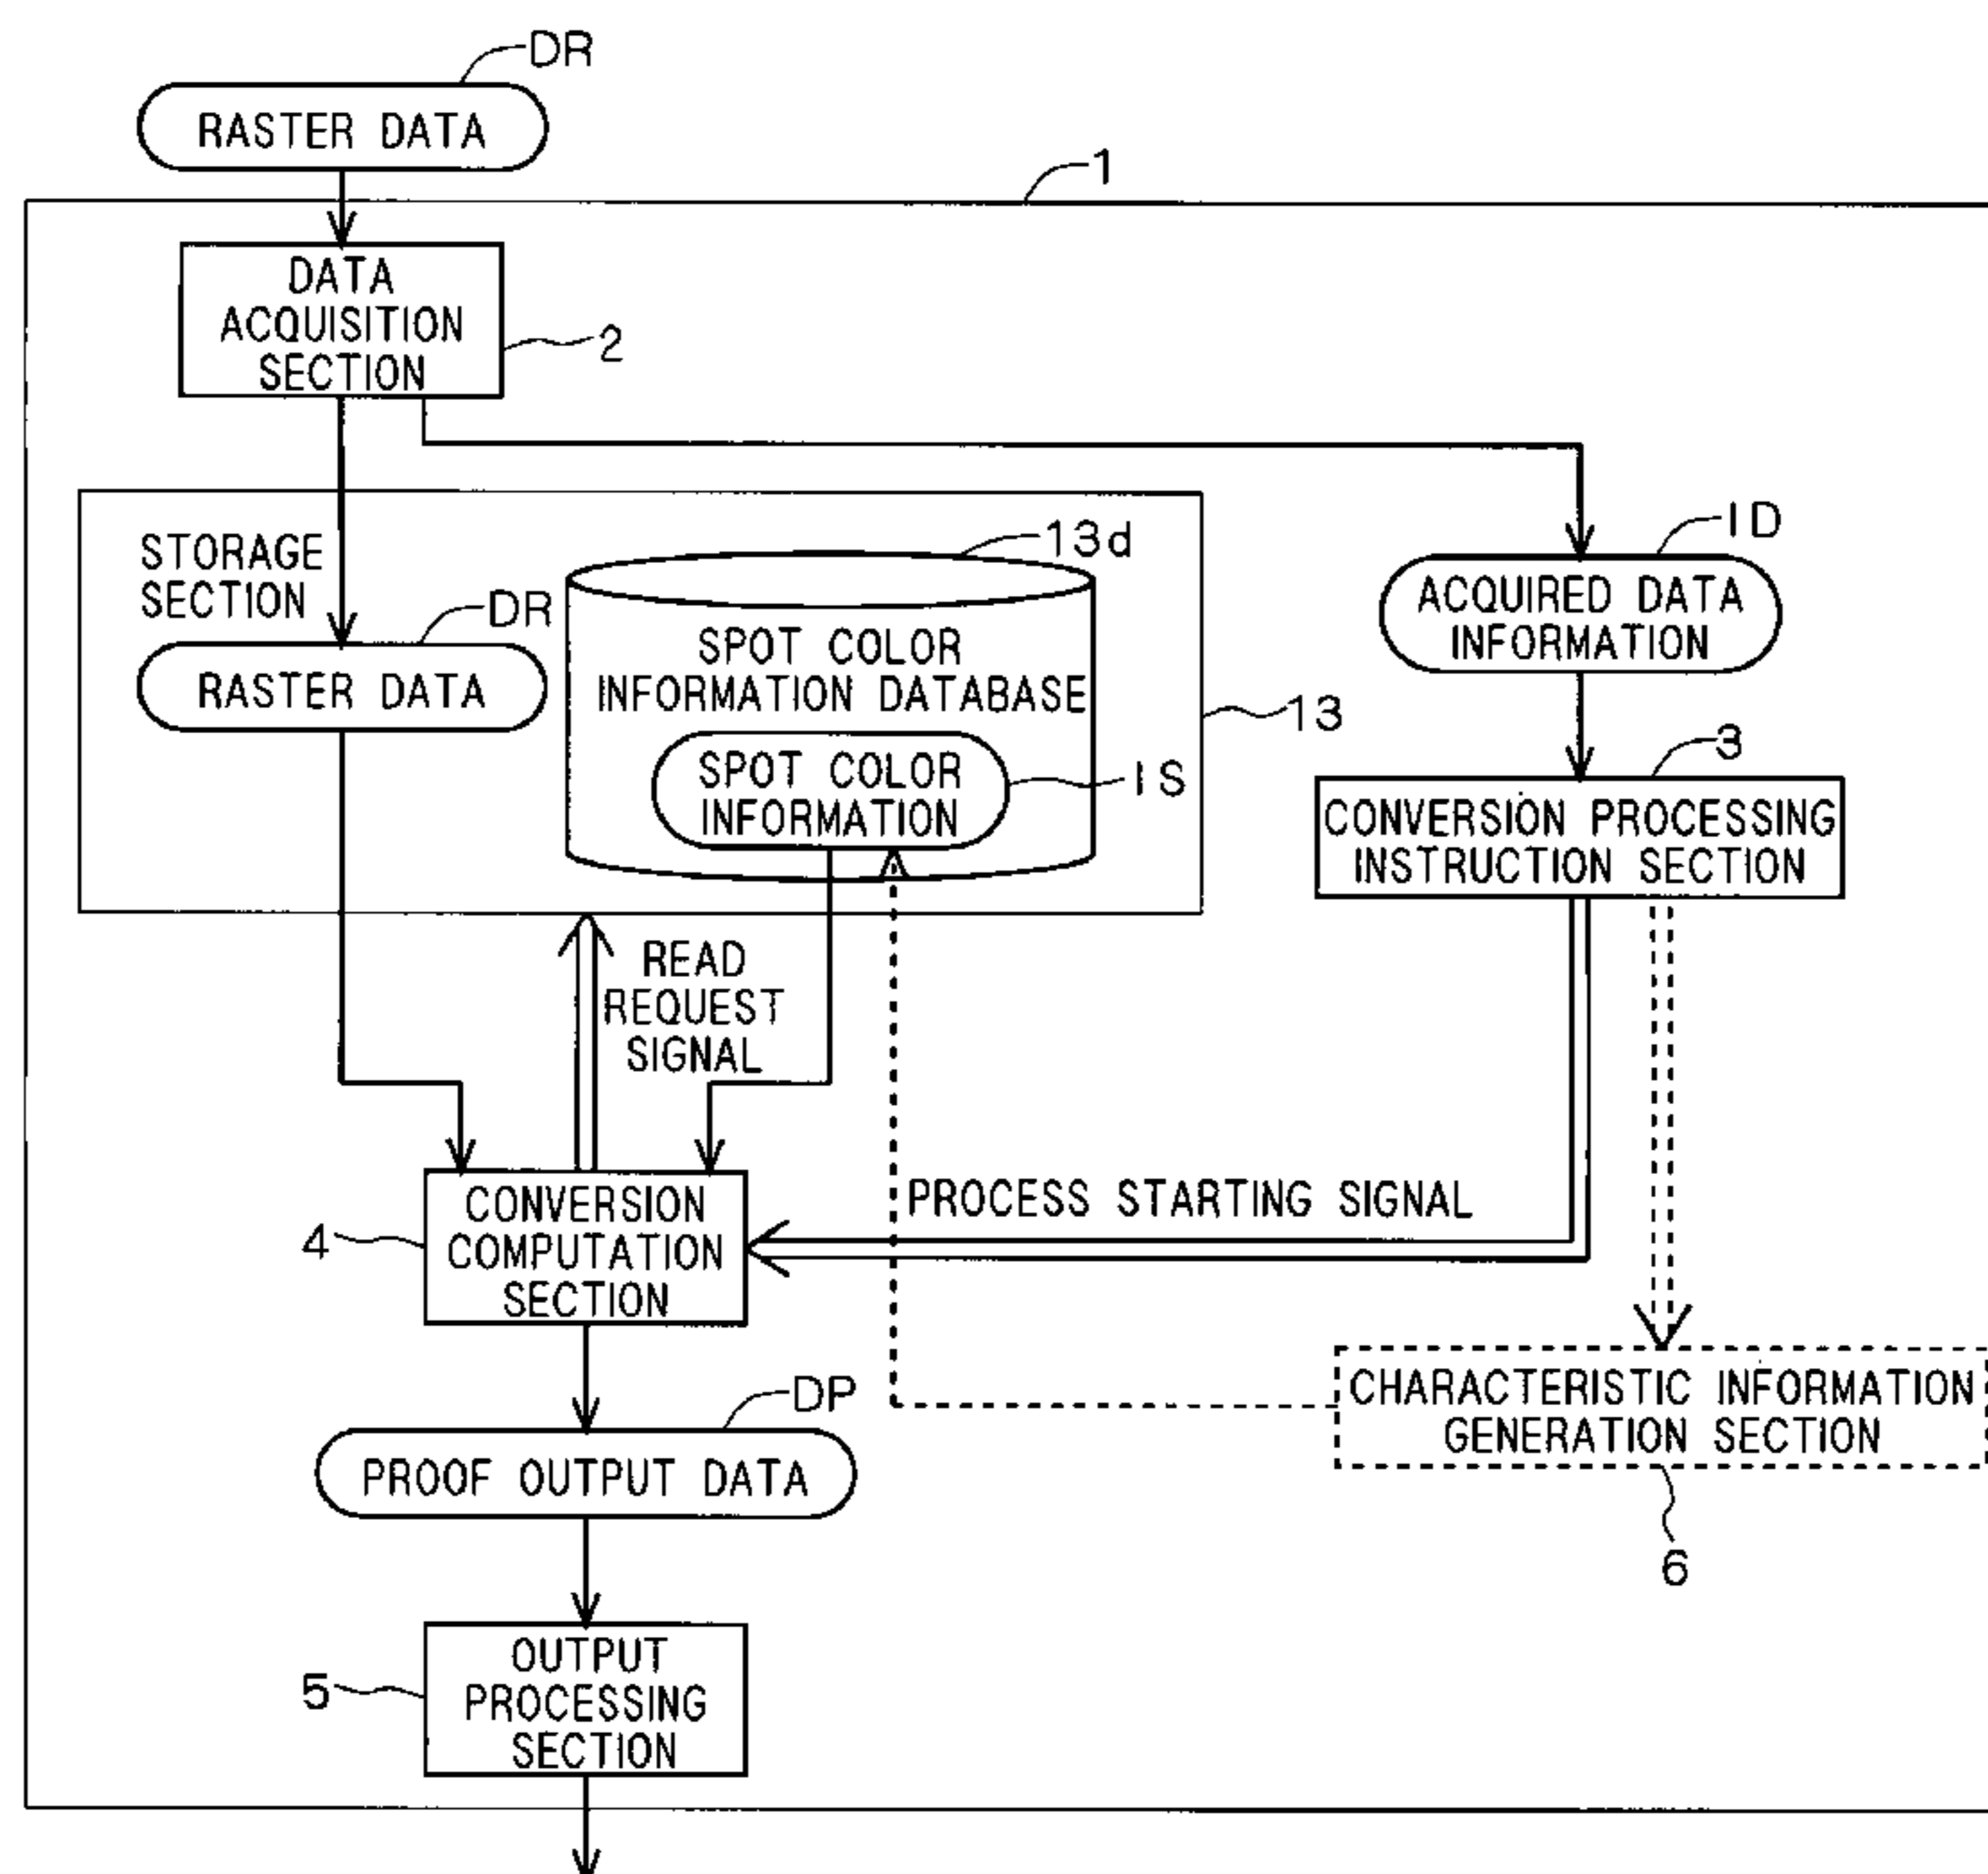 DR
RASTER DATA
1
DATA
ACQUISITION
SECTION
2
STORAGE
SECTION
DR
RASTER DATA
13d
SPOT COLOR
INFORMATION DATABASE
SPOT COLOR
INFORMATION
IS
13
ID
ACQUIRED DATA
INFORMATION
3
CONVERSION PROCESSING
INSTRUCTION SECTION
READ
REQUEST
SIGNAL
PROCESS STARTING SIGNAL
4
CONVERSION
COMPUTATION
SECTION
CHARACTERISTIC INFORMATION
GENERATION SECTION
6
DP
PROOF OUTPUT DATA
5
OUTPUT
PROCESSING
SECTION